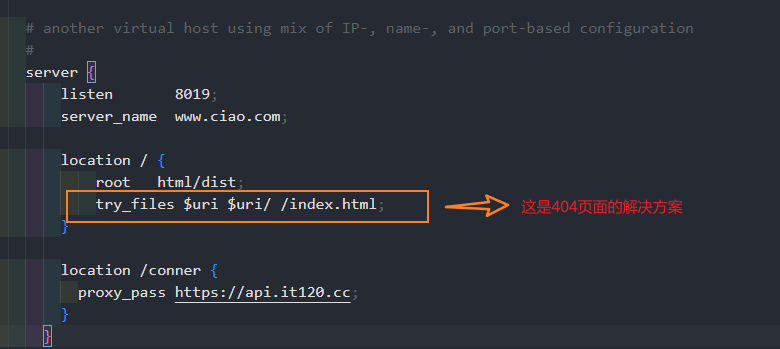 # another virtual host using mix of IP-, name-, and port-based configuration
#
server {
listen 8019;
server_name www.ciao.com;
location / {
root html/dist;
try_files $uri $uri/ /index.html;
这是404页面的解决方案
}
location /conner {
proxy_pass https://api.it120.cc;
}
}